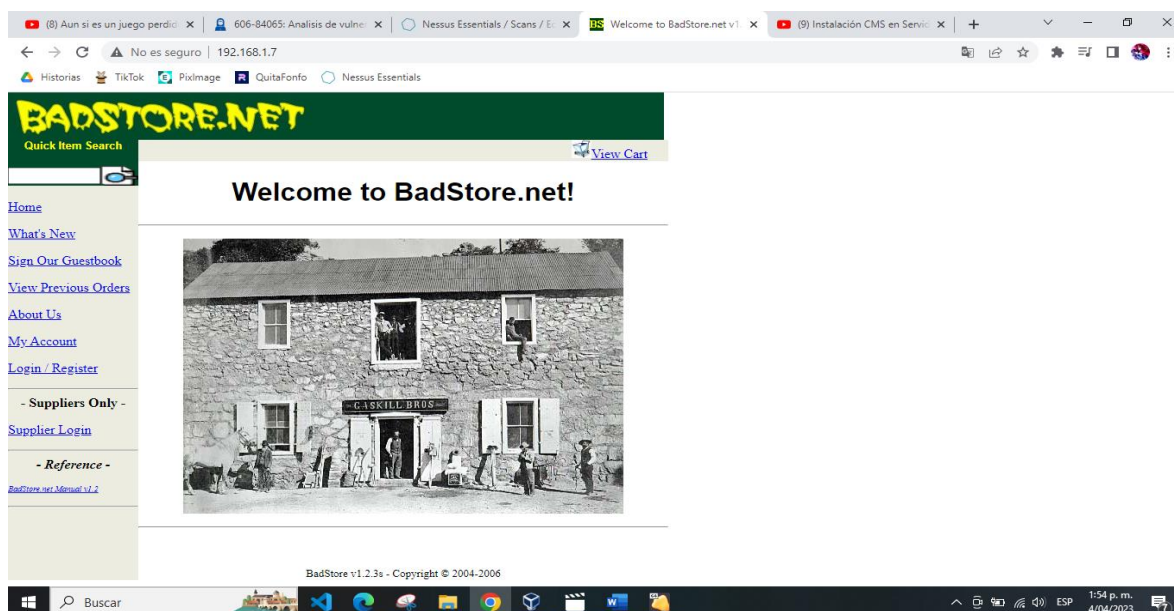 (8) Aun si es un juego perdid
606-84065: Analisis de vulne
Nessus Essentials / Scans / Ec
Welcome to BadStore.net v1
(9) Instalación CMS en Servic
No es seguro | 192.168.1.7
Historias TikTok PixImage QuitaFonfo Nessus Essentials
BADSTORE.NET
Quick Item Search
View Cart
Welcome to BadStore.net!
Home
What's New
Sign Our Guestbook
View Previous Orders
About Us
My Account
Login / Register
- Suppliers Only -
Supplier Login
- Reference -
BadStore.net Manual v1.2
GASKILL BROS
BadStore v1.2.3s - Copyright © 2004-2006
Buscar
ESP
1:54 p. m.
4/04/2023